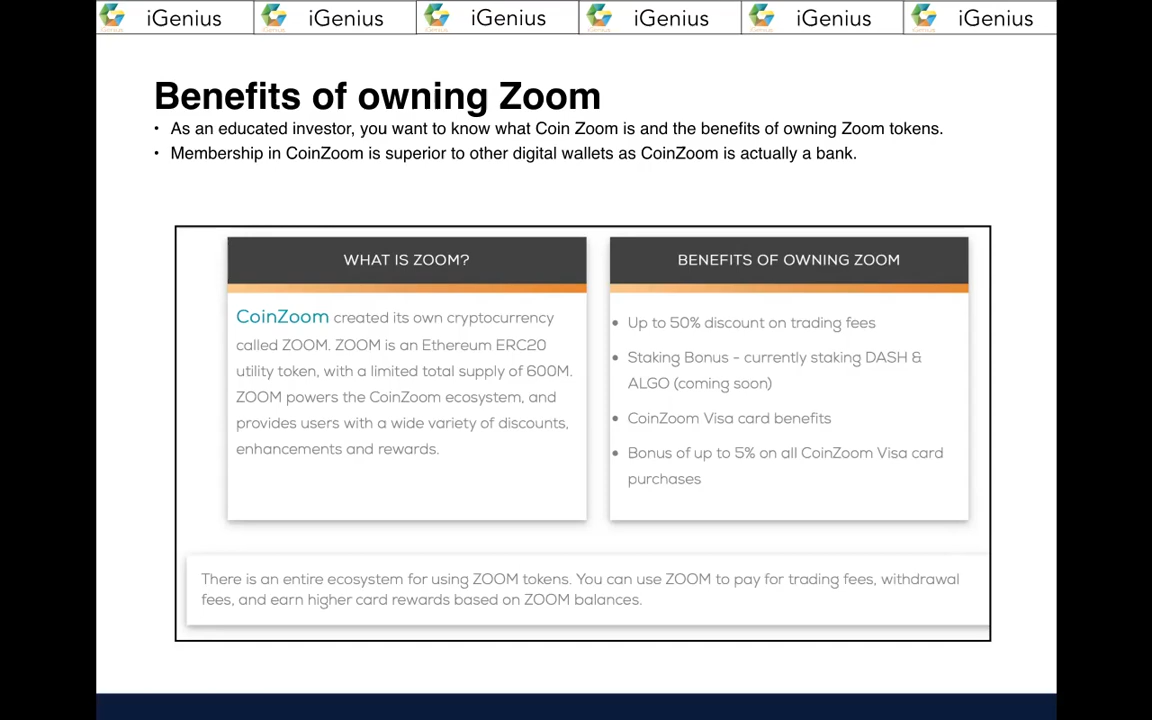 iGenius iGenius iGenius iGenius iGenius iGenius
Benefits of owning Zoom
• As an educated investor, you want to know what Coin Zoom is and the benefits of owning Zoom tokens.
• Membership in CoinZoom is superior to other digital wallets as CoinZoom is actually a bank.
WHAT IS ZOOM?
CoinZoom created its own cryptocurrency
called ZOOM. ZOOM is an Ethereum ERC20
utility token, with a limited total supply of 600M.
ZOOM powers the CoinZoom ecosystem, and
provides users with a wide variety of discounts,
enhancements and rewards.
BENEFITS OF OWNING ZOOM
• Up to 50% discount on trading fees
• Staking Bonus - currently staking DASH &
ALGO (coming soon)
• CoinZoom Visa card benefits
• Bonus of up to 5% on all CoinZoom Visa card
purchases
There is an entire ecosystem for using ZOOM tokens. You can use ZOOM to pay for trading fees, withdrawal
fees, and earn higher card rewards based on ZOOM balances.